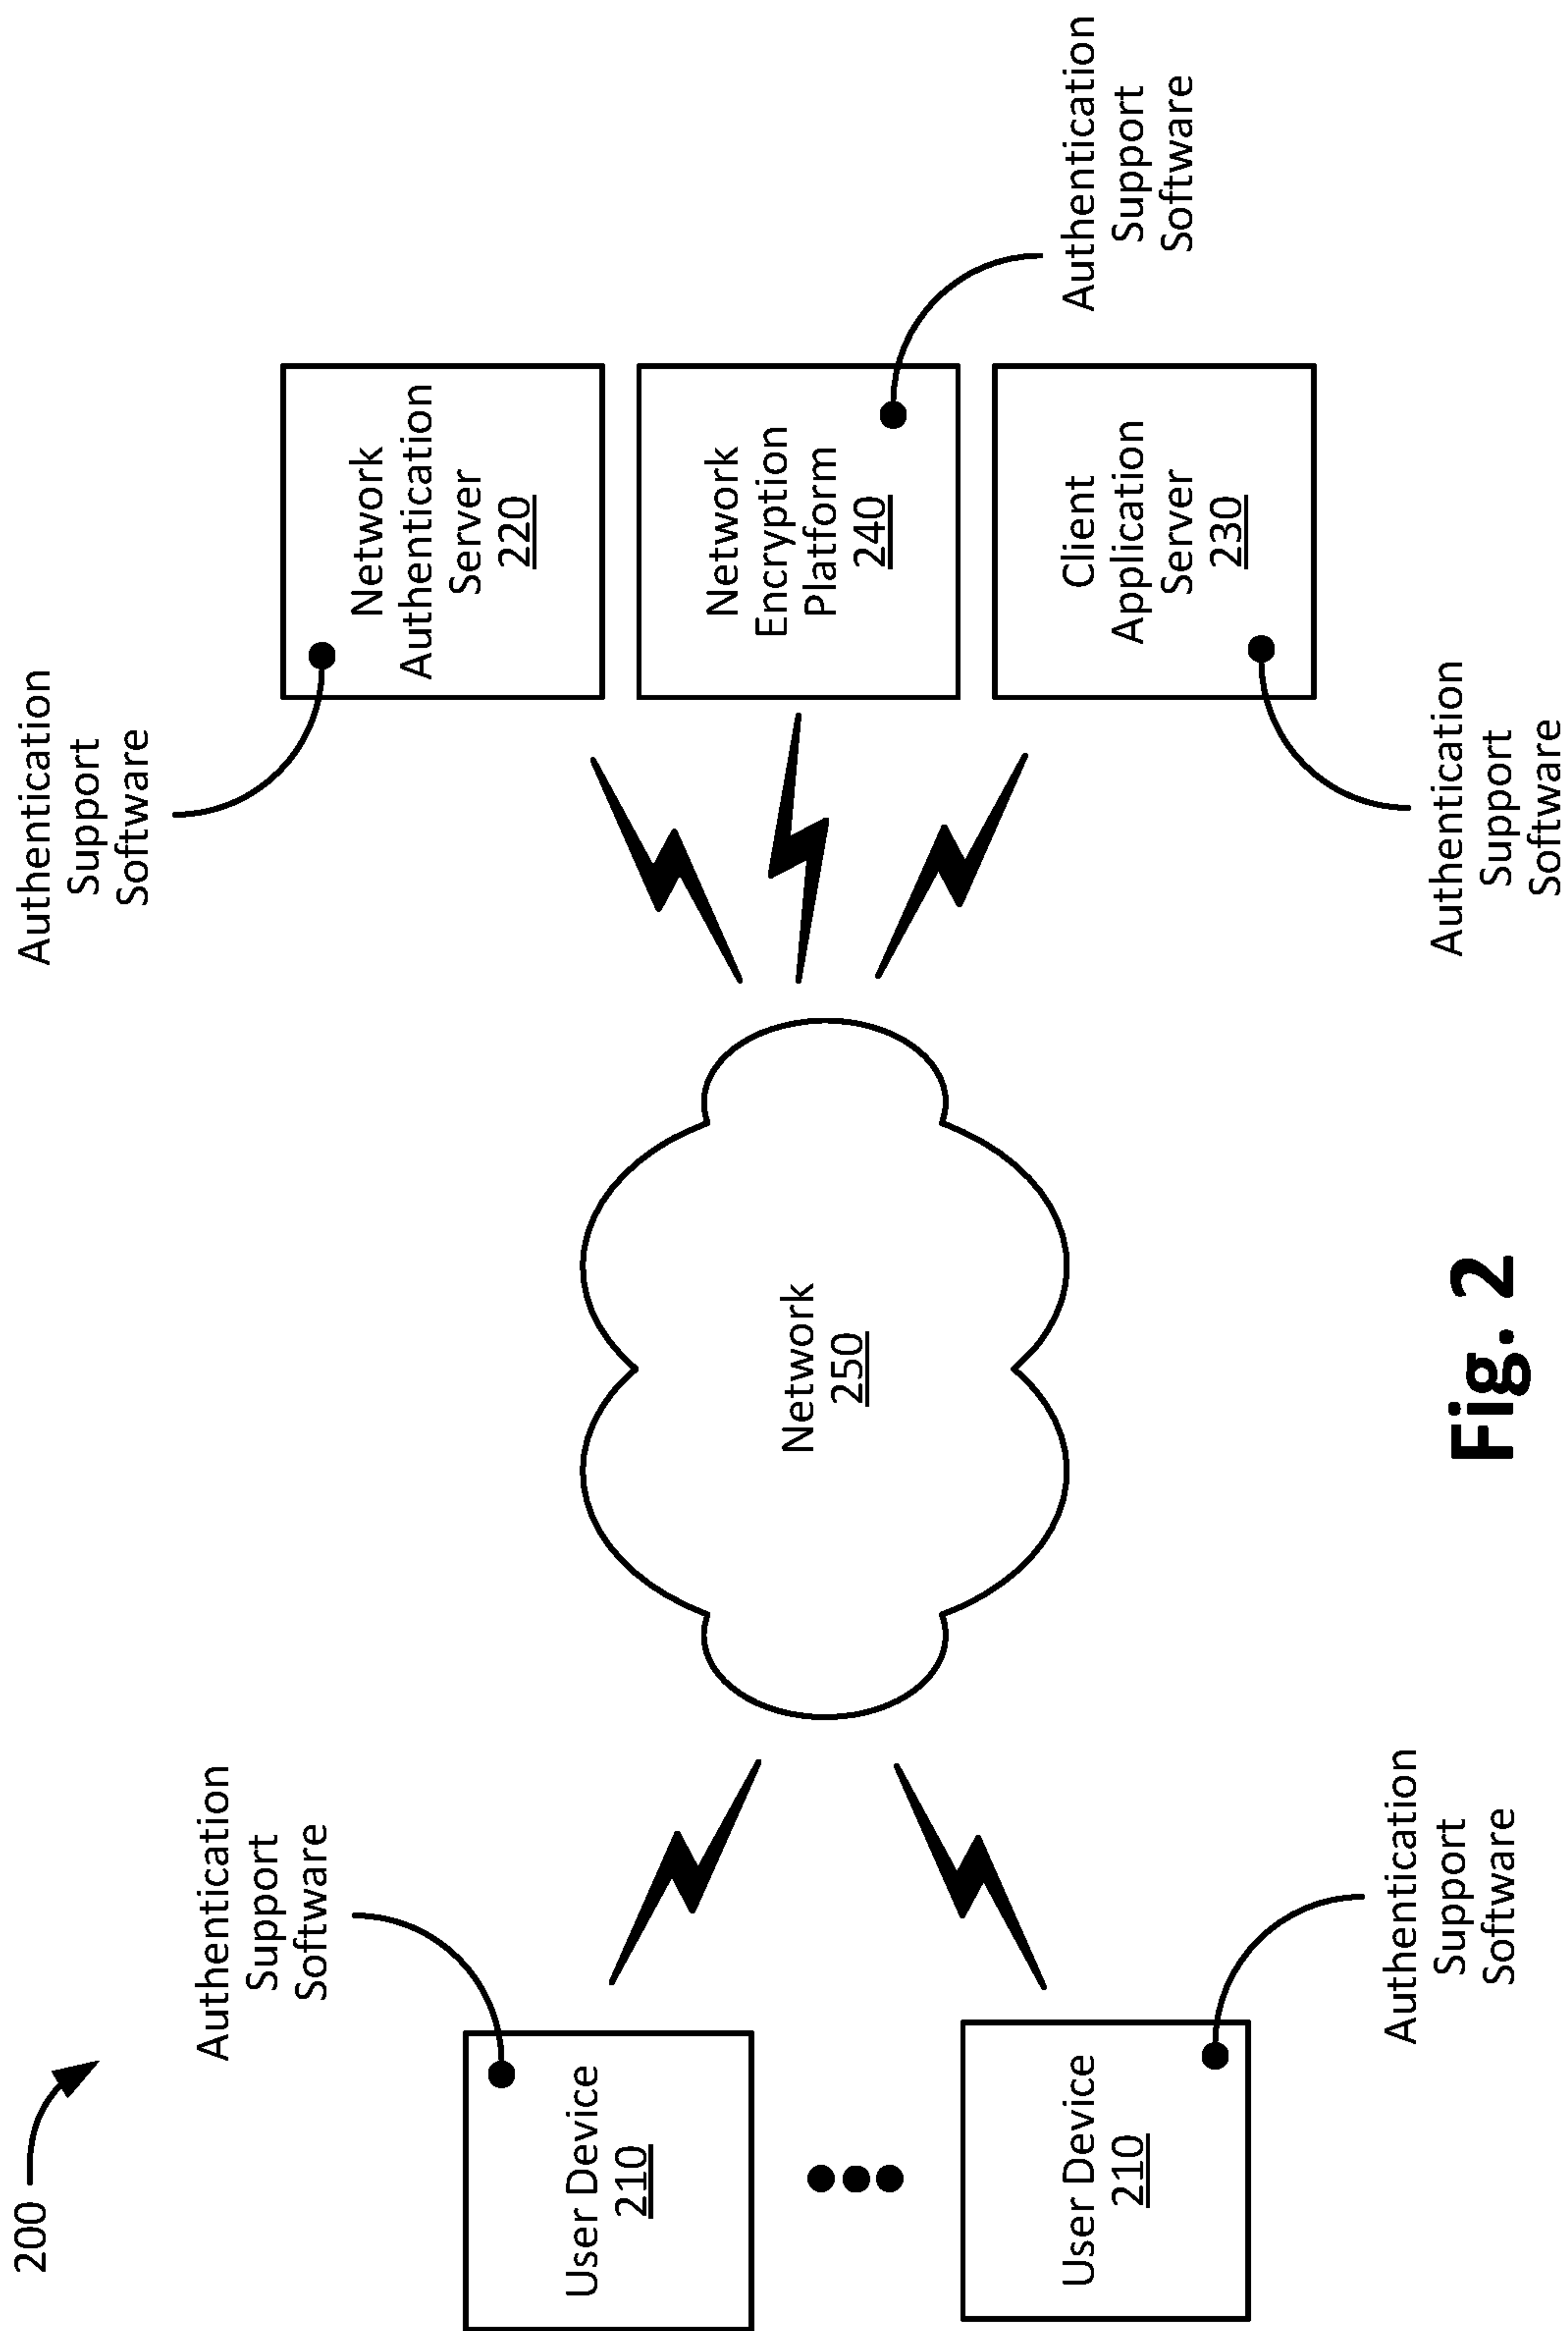 200
Authentication
Support
Software
User Device
210
User Device
210
Authentication
Support
Software
Network
250
Authentication
Support
Software
Network
Authentication
Server
220
Network
Encryption
Platform
240
Authentication
Support
Software
Client
Application
Server
230
Authentication
Support
Software
Fig. 2